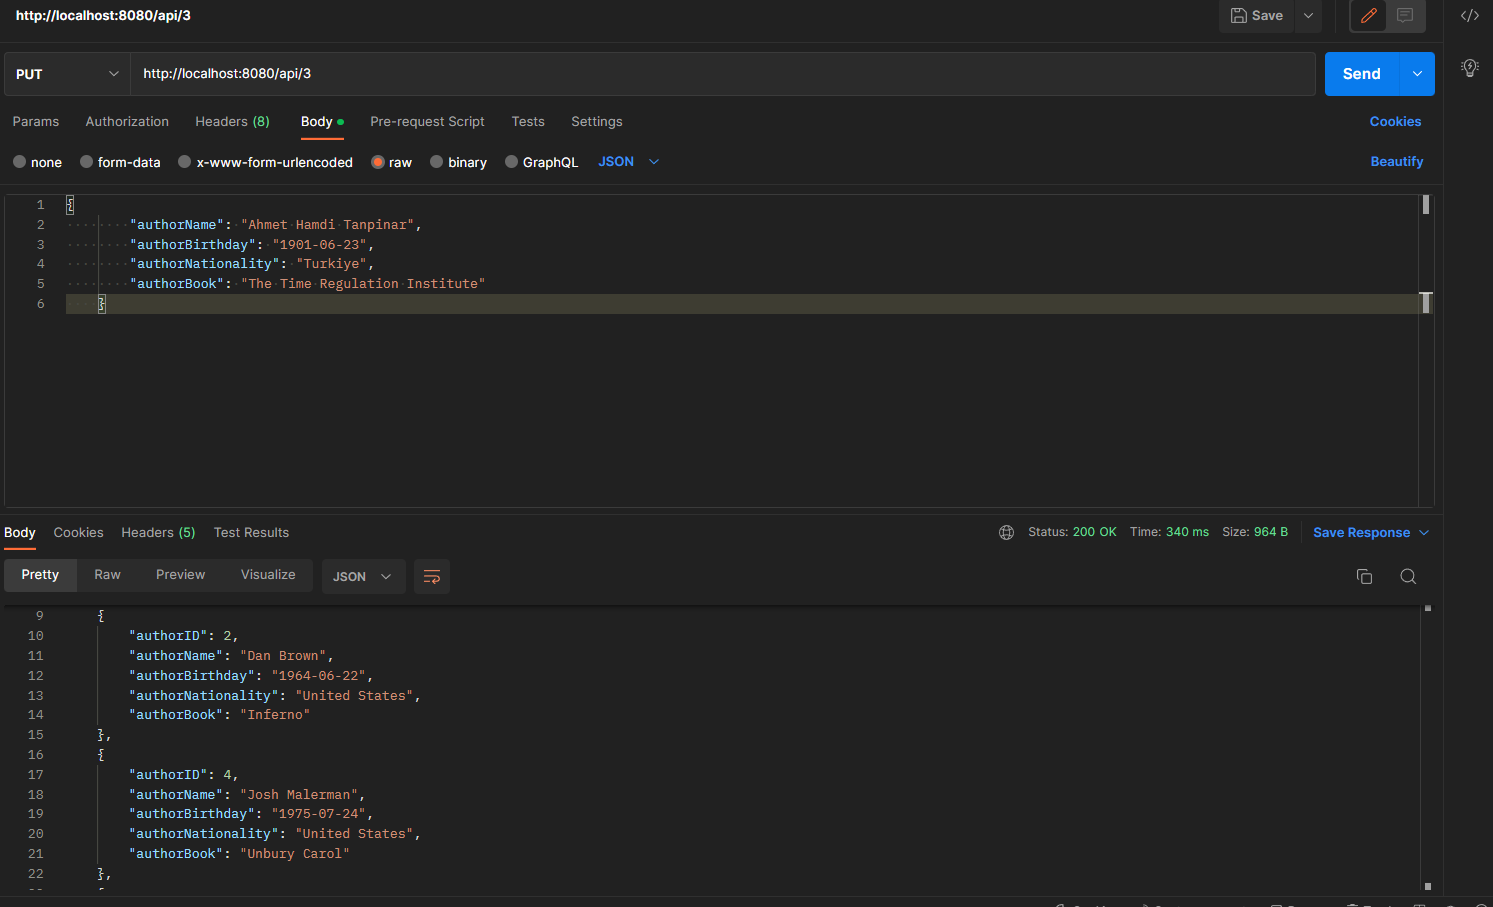 http://localhost:8080/api/3
Save
PUT
http://localhost:8080/api/3
Send
Params Authorization Headers (8) Body Pre-request Script Tests Settings Cookies
none form-data x-www-form-urlencoded raw binary GraphQL JSON Beautify
1 {
2 "authorName": "Ahmet Hamdi Tanpinar",
3 "authorBirthday": "1901-06-23",
4 "authorNationality": "Turkiye",
5 "authorBook": "The Time Regulation Institute"
6 }
Body Cookies Headers (5) Test Results Status: 200 OK Time: 340 ms Size: 964 B Save Response
Pretty Raw Preview Visualize JSON
9 {
10 "authorID": 2,
11 "authorName": "Dan Brown",
12 "authorBirthday": "1964-06-22",
13 "authorNationality": "United States",
14 "authorBook": "Inferno"
15 },
16 {
17 "authorID": 4,
18 "authorName": "Josh Malerman",
19 "authorBirthday": "1975-07-24",
20 "authorNationality": "United States",
21 "authorBook": "Unbury Carol"
22 },